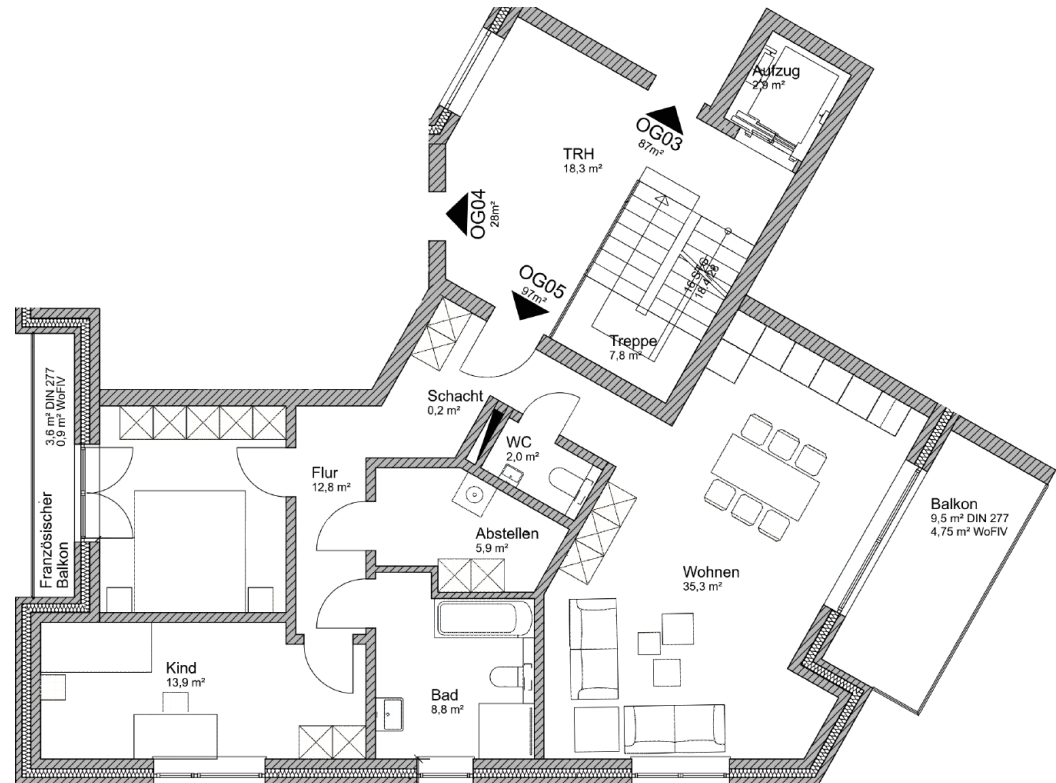 Aufzug
2,9 m²
OG03
87m²
TRH
18,3 m²
OG04
28m²
OG05
97m²
16 STG
Treppe
7,8 m²
3,6 m² DIN 277
0,9 m² WoFlV
Französischer
Balkon
Schacht
0,2 m²
WC
2,0 m²
Flur
12,8 m²
Abstellen
5,9 m²
Balkon
9,5 m² DIN 277
4,75 m² WoFlV
Wohnen
35,3 m²
Kind
13,9 m²
Bad
8,8 m²